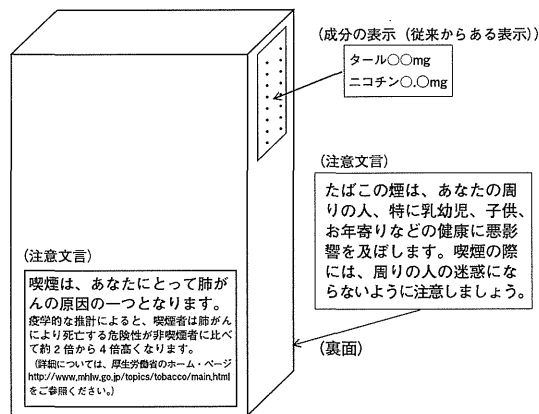 (成分の表示(従来からある表示))
タール○○mg
ニコチン○.○mg
(注意文言)
たばこの煙は、あなたの周
りの人、特に乳幼児、子供、
お年寄りなどの健康に悪影
響を及ぼします。喫煙の際
には、周りの人の迷惑にな
らないように注意しましょう。
(裏面)
(注意文言)
喫煙は、あなたにとって肺が
んの原因の一つとなります。
疫学的な推計によると、喫煙者は肺がん
により死亡する危険性が非喫煙者に比べ
て約2倍から4倍高くなります。
(詳細については、厚生労働省のホーム・ページ
http://www.mhlw.go.jp/topics/tobacco/main.html
をご参照ください。)